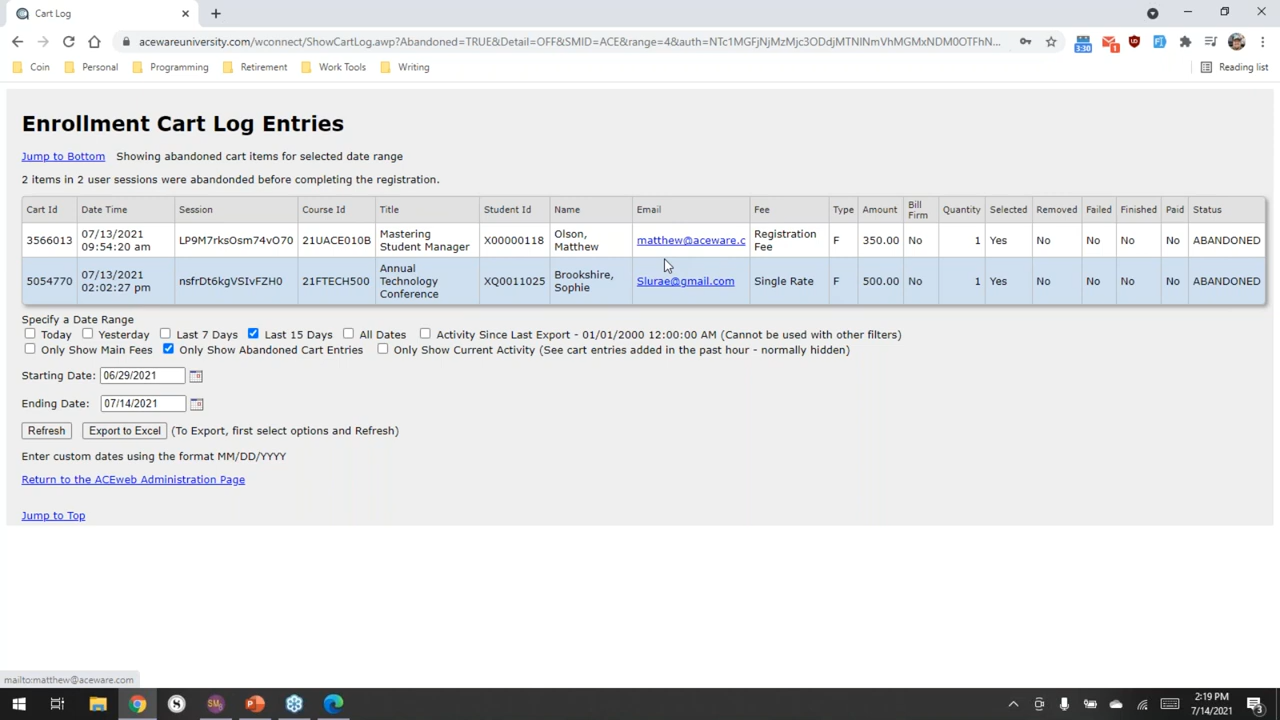 Cart Log
acewareuniversity.com/wconnect/ShowCartLog.awp?Abandoned=TRUE&Detail=OFF&SMID=ACE&range=4&auth=
3:30
1
Coin Personal Programming Retirement Work Tools Writing Reading list
Enrollment Cart Log Entries
Jump to Bottom Showing abandoned cart items for selected date range
2 items in 2 user sessions were abandonded before completing the registration.
Cart Id Date Time Session Course Id Title Student Id Name Email Fee Type Amount Bill Firm Quantity Selected Removed Failed Finished Paid Status
3566013 07/13/2021 09:54:20 am LP9M7rksOsm74vO70 21UACE010B Mastering Student Manager X00000118 Olson, Matthew matthew@aceware.c Registration Fee F 350.00 No 1 Yes No No No No ABANDONED
5054770 07/13/2021 02:02:27 pm nsfrDt6kgVSIvFZH0 21FTECH500 Annual Technology Conference XQ0011025 Brookshire, Sophie Slurae@gmail.com Single Rate F 500.00 No 1 Yes No No No No ABANDONED
Specify a Date Range
Today Yesterday Last 7 Days Last 15 Days All Dates Activity Since Last Export - 01/01/2000 12:00:00 AM (Cannot be used with other filters)
Only Show Main Fees Only Show Abandoned Cart Entries Only Show Current Activity (See cart entries added in the past hour - normally hidden)
Starting Date: 06/29/2021
Ending Date: 07/14/2021
Refresh Export to Excel (To Export, first select options and Refresh)
Enter custom dates using the format MM/DD/YYYY
Return to the ACEweb Administration Page
Jump to Top
mailto:matthew@aceware.com
2:19 PM
7/14/2021
3